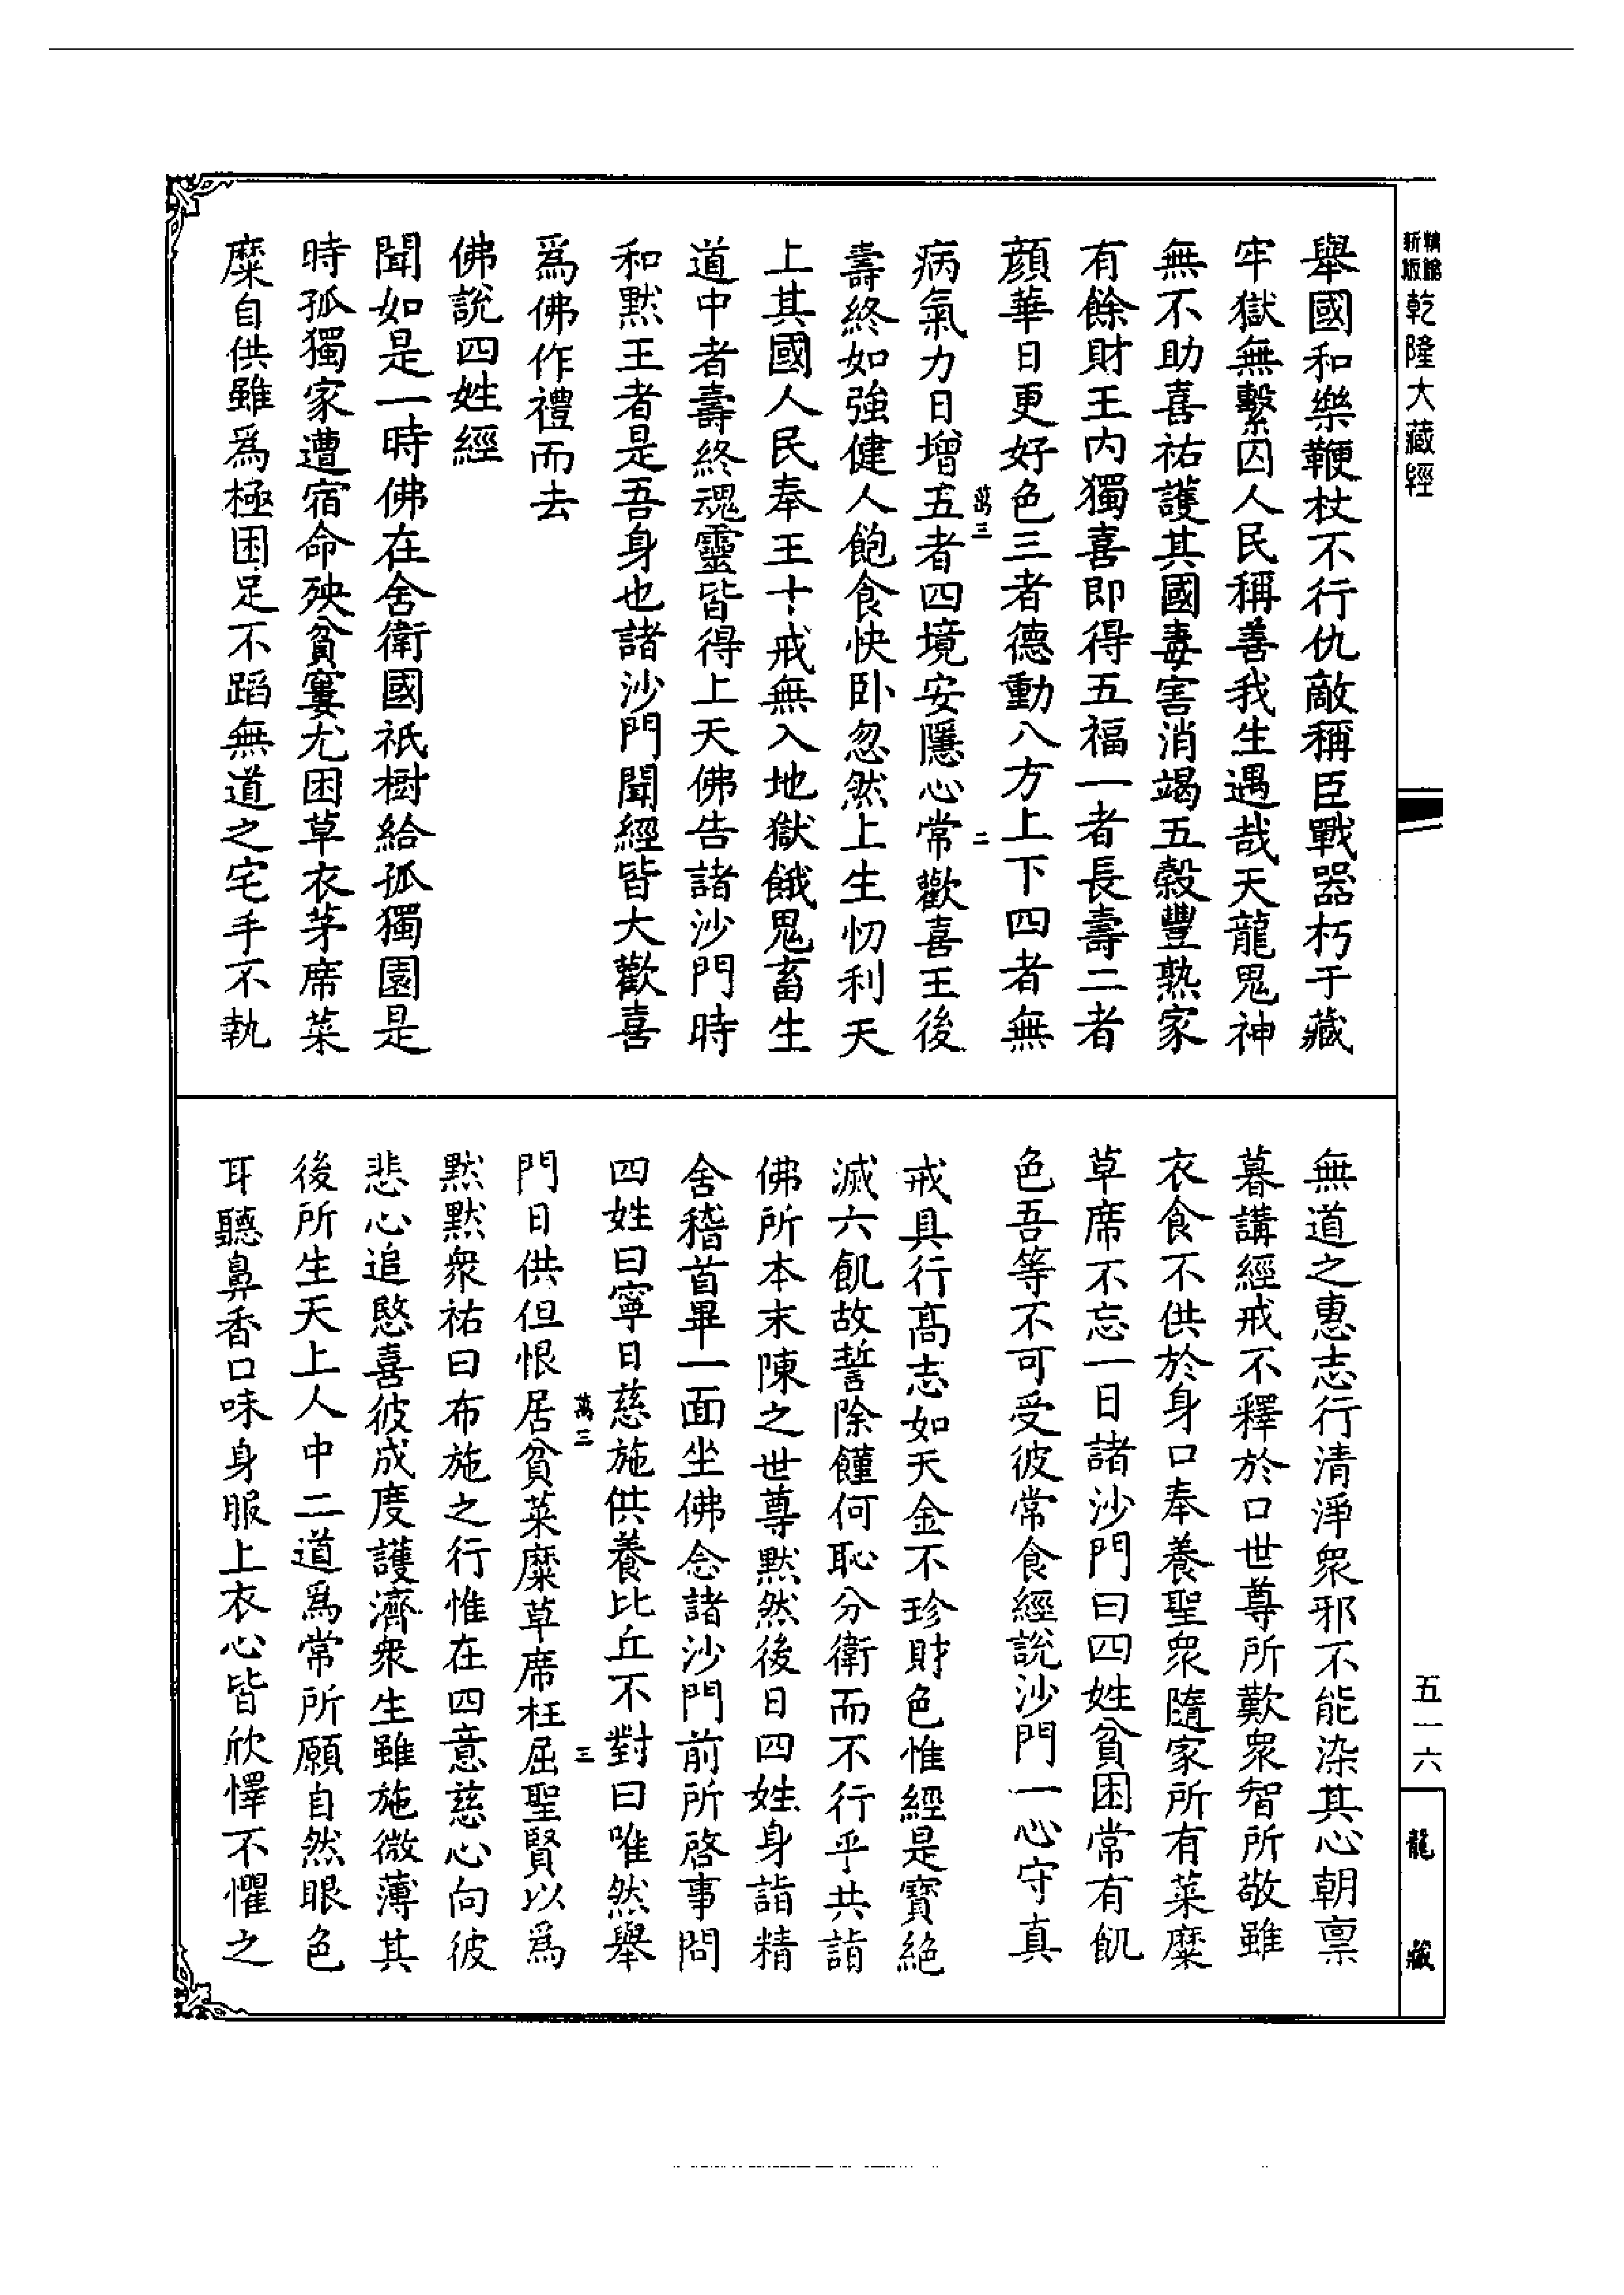 新版精縮乾隆大藏經
舉國和樂鞭杖不行仇敵稱臣戰器朽于藏
牢獄無繫囚人民稱善我生遇哉天龍鬼神
無不助喜祐護其國毒害消竭五穀豐熟家
有餘財王內獨喜即得五福一者長壽二者
顏華日更好色三者德動八方上下四者無
萬三
二
病氣力日增五者四境安隱心常歡喜王後
壽終如強健人飽食快臥忽然上生忉利天
上其國人民奉王十戒無入地獄餓鬼畜生
道中者壽終魂靈皆得上天佛告諸沙門時
和默王者是吾身也諸沙門聞經皆大歡喜
爲佛作禮而去
佛說四姓經
聞如是一時佛在舍衛國祇樹給孤獨園是
時孤獨家遭宿命殃貧窶尤困草衣茅席菜
糜自供雖爲極困足不蹈無道之宅手不執
無道之惠志行清淨眾邪不能染其心朝禀
暮講經戒不釋於口世尊所歎眾智所敬雖
衣食不供於身口奉養聖眾隨家所有菜糜
草席不忘一日諸沙門曰四姓貧困常有飢
色吾等不可受彼常食經說沙門一心守真
戒具行高志如天金不珍財色惟經是寶絕
滅六飢故誓除饉何恥分衛而不行乎共詣
佛所本末陳之世尊默然後日四姓身詣精
舍稽首畢一面坐佛念諸沙門前所啓事問
四姓曰寧日慈施供養比丘不對曰唯然舉
萬三
三
門日供但恨居貧菜糜草席枉屈聖賢以爲
默默眾祐曰布施之行惟在四意慈心向彼
悲心追愍喜彼成度護濟眾生雖施微薄其
後所生天上人中二道爲常所願自然眼色
耳聽鼻香口味身服上衣心皆欣懌不懼之
五一六
龍藏